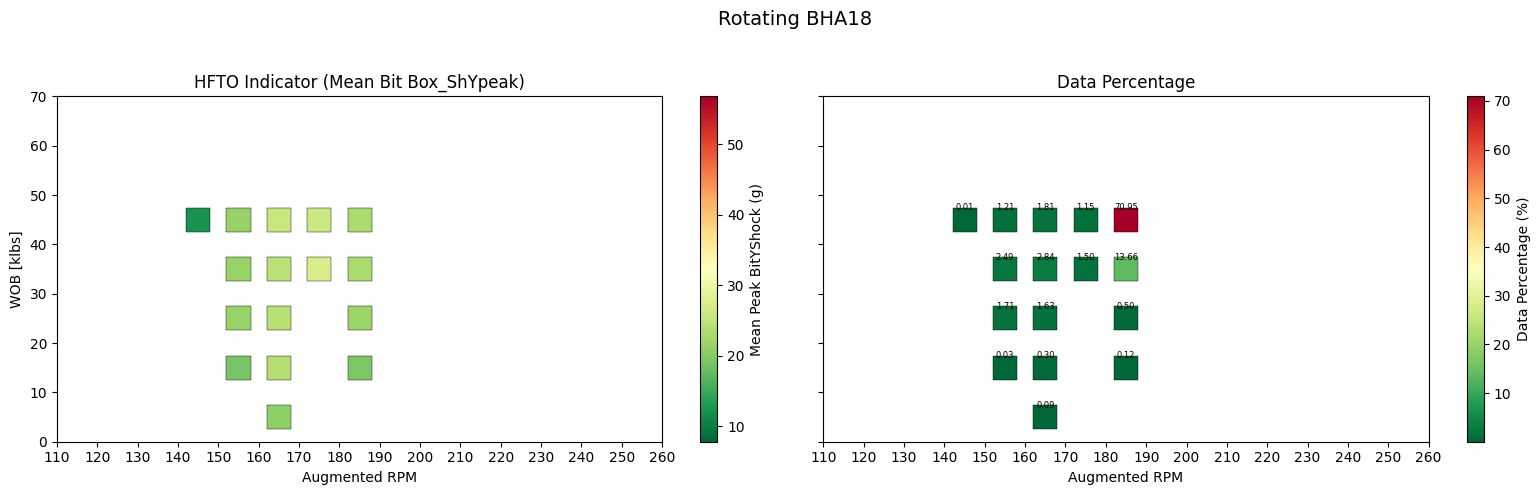 Rotating BHA18
HFTO Indicator (Mean Bit Box_ShYpeak)
70
60
50
40
30
20
10
0
WOB [klbs]
110 120 130 140 150 160 170 180 190 200 210 220 230 240 250 260
Augmented RPM
50
40
30
20
10
Mean Peak BitYShock (g)
Data Percentage
0.01 1.21 1.81 1.15 70.95
2.49 2.84 1.50 13.66
1.71 1.63 0.50
0.03 0.30 0.12
0.09
110 120 130 140 150 160 170 180 190 200 210 220 230 240 250 260
Augmented RPM
70
60
50
40
30
20
10
Data Percentage (%)